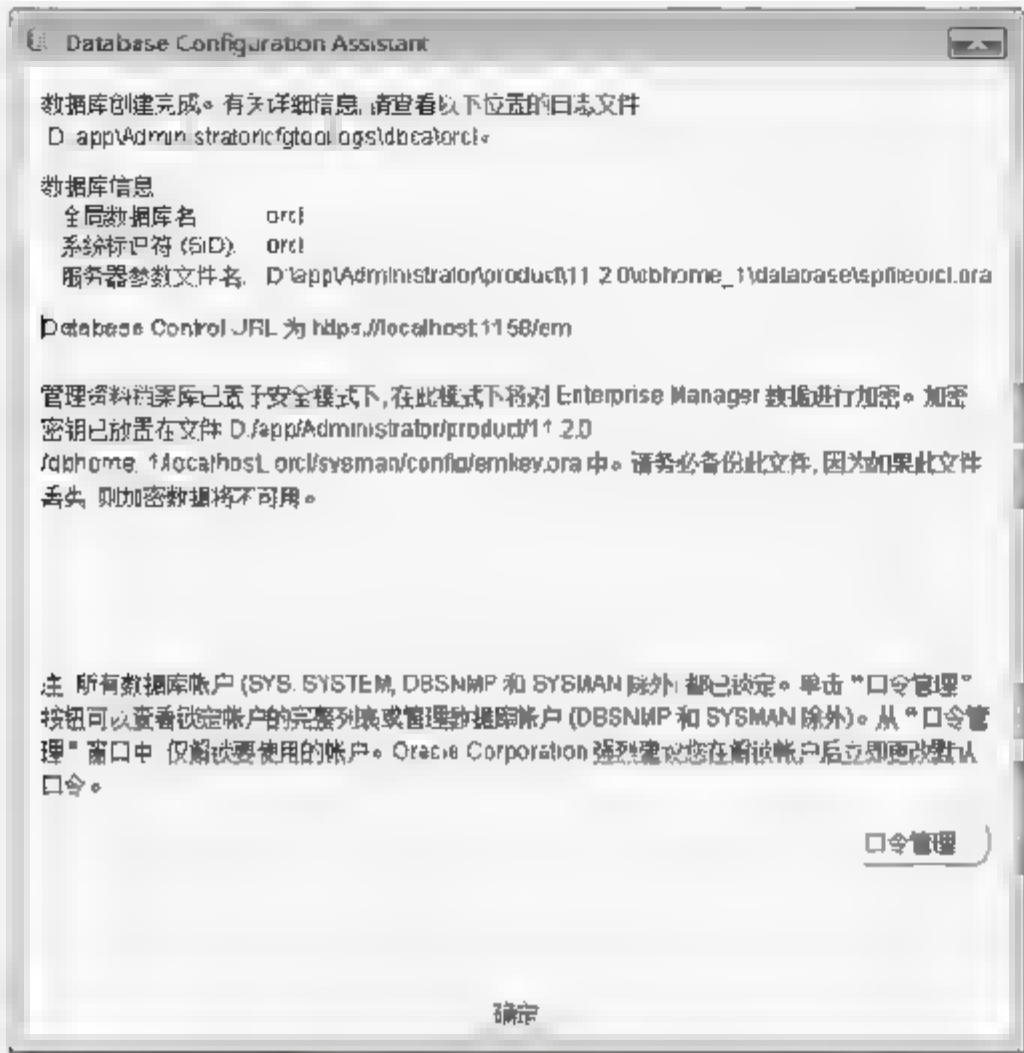 Database Configuration Assistant
数据库创建完成。有关详细信息, 请查看以下位置的日志文件
D app\Administrator\cfgtoollogs\dbca\orcl。
数据库信息
全局数据库名 orcl
系统标识符 (SID). orcl
服务器参数文件名. D \app\Administrator\product\11 2 0\dbhome_1\database\spfileorcl.ora
Database Control URL 为 https://localhost:1158/em
管理资料档案库已置于安全模式下,在此模式下将对 Enterprise Manager 数据进行加密。加密
密钥已放置在文件 D./app/Administrator/product/11 2.0
/dbhome_1/localhost_orcl/sysman/config/emkey.ora 中。请务必备份此文件,因为如果此文件
丢失 则加密数据将不可用。
注 所有数据库帐户 (SYS. SYSTEM, DBSNMP 和 SYSMAN 除外) 都已锁定。单击“口令管理”
按钮可以查看锁定帐户的完整列表或管理数据库帐户 (DBSNMP 和 SYSMAN 除外)。从“口令管
理”窗口中 仅解锁要使用的帐户。Oracle Corporation 强烈建议您在解锁帐户后立即更改默认
口令。
口令管理
确定